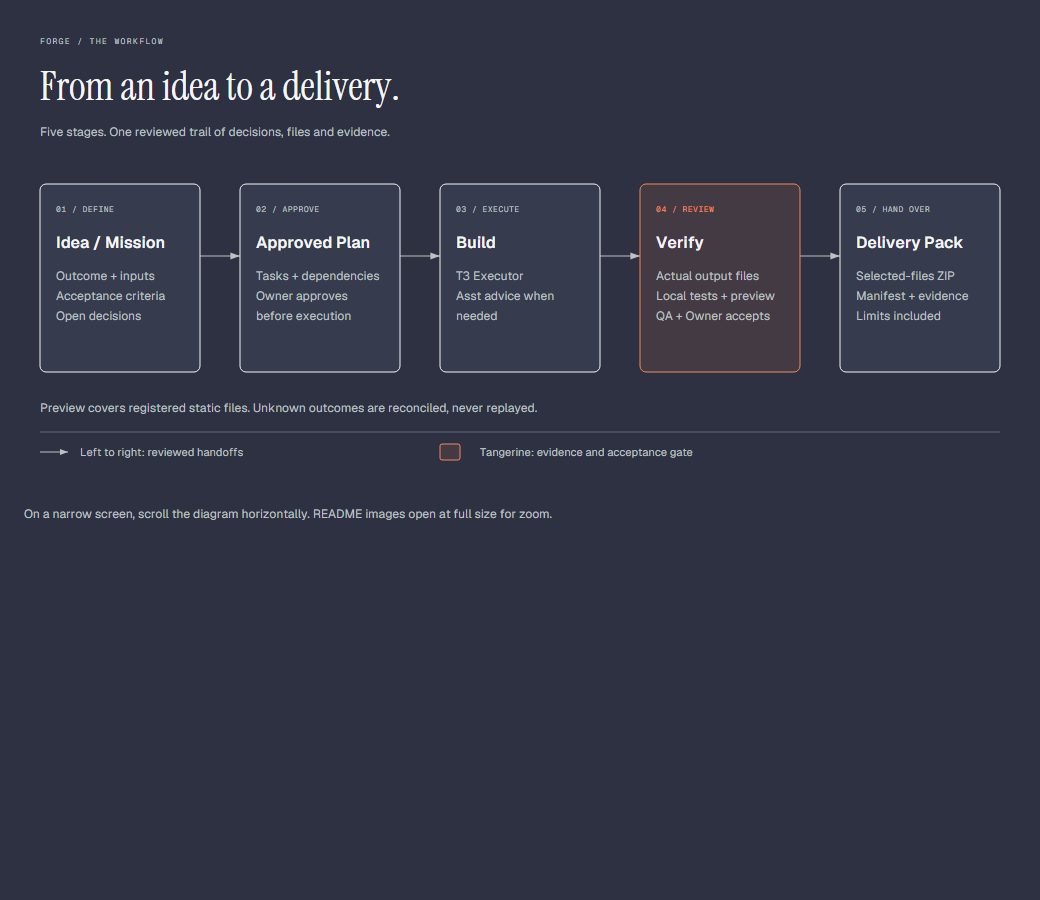 FORGE / THE WORKFLOW
From an idea to a delivery.
Five stages. One reviewed trail of decisions, files and evidence.
01 / DEFINE
Idea / Mission
Outcome + inputs
Acceptance criteria
Open decisions
02 / APPROVE
Approved Plan
Tasks + dependencies
Owner approves
before execution
03 / EXECUTE
Build
T3 Executor
Asst advice when
needed
04 / REVIEW
Verify
Actual output files
Local tests + preview
QA + Owner accepts
05 / HAND OVER
Delivery Pack
Selected-files ZIP
Manifest + evidence
Limits included
Preview covers registered static files. Unknown outcomes are reconciled, never replayed.
Left to right: reviewed handoffs
Tangerine: evidence and acceptance gate
On a narrow screen, scroll the diagram horizontally. README images open at full size for zoom.